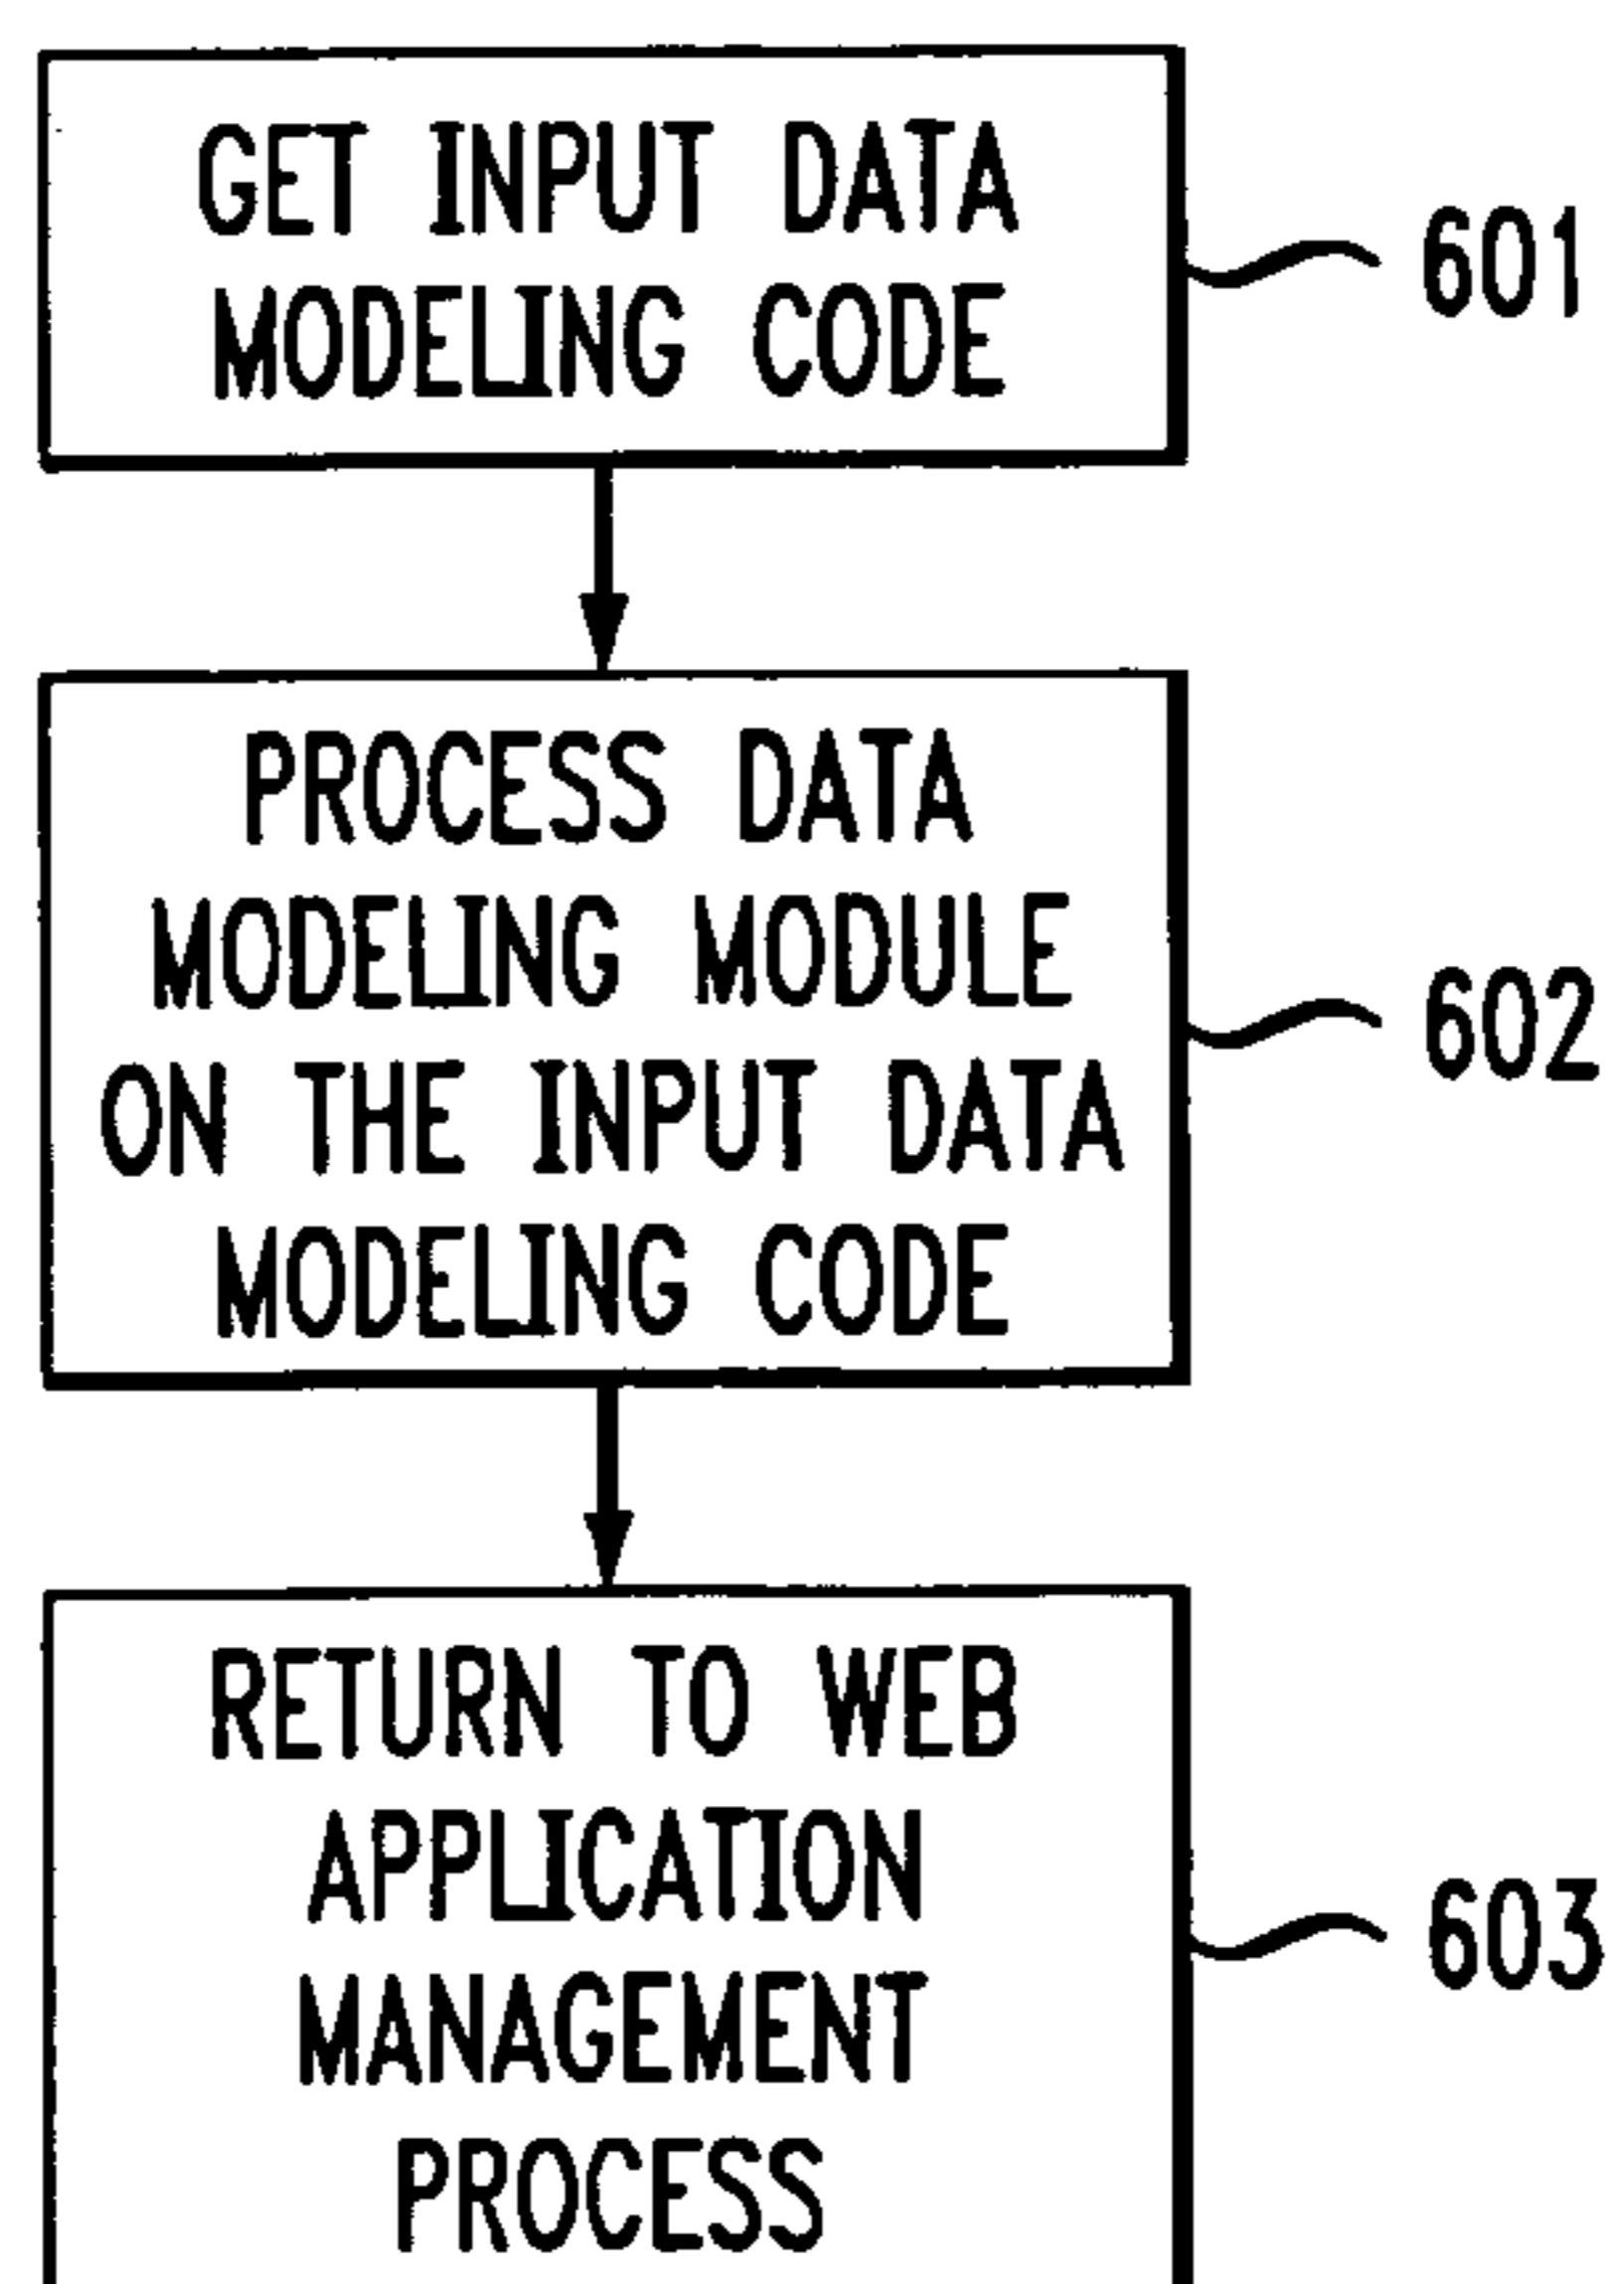 GET INPUT DATA
MODELING CODE
601
PROCESS DATA
MODELING MODULE
ON THE INPUT DATA
MODELING CODE
602
RETURN TO WEB
APPLICATION
MANAGEMENT
PROCESS
603